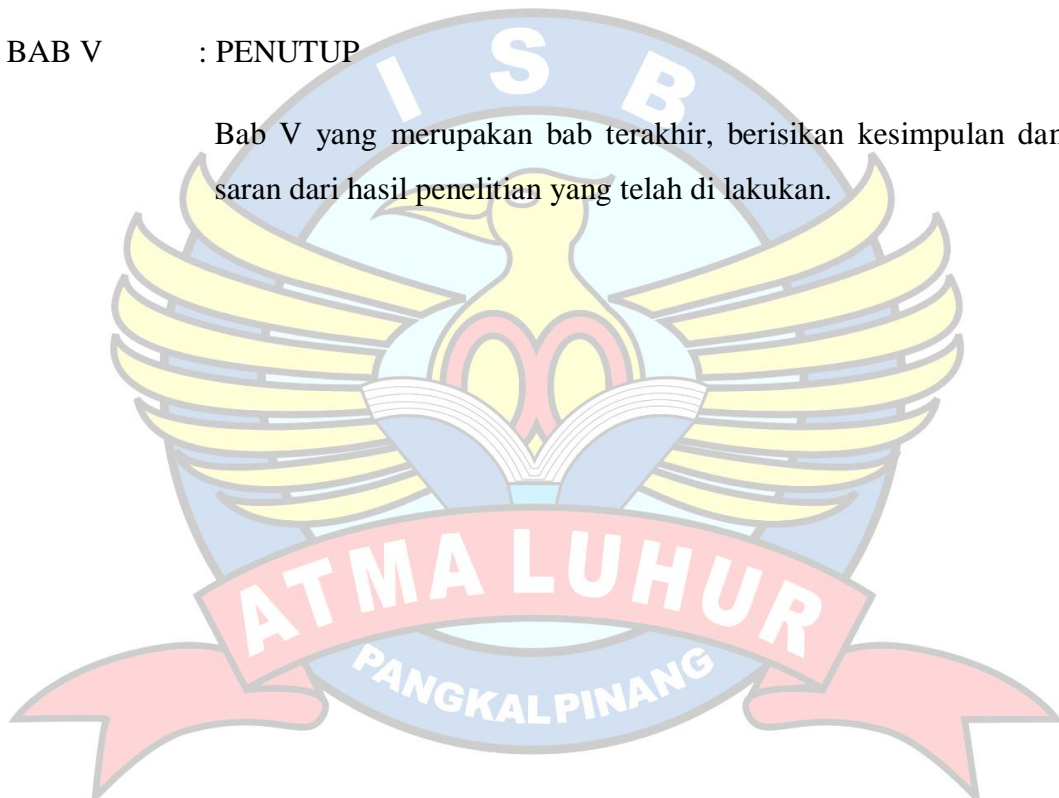 BAB V : PENUTUP
Bab V yang merupakan bab terakhir, berisikan kesimpulan dan
saran dari hasil penelitian yang telah di lakukan.
I S B
ATMA LUHUR
PANGKALPINANG